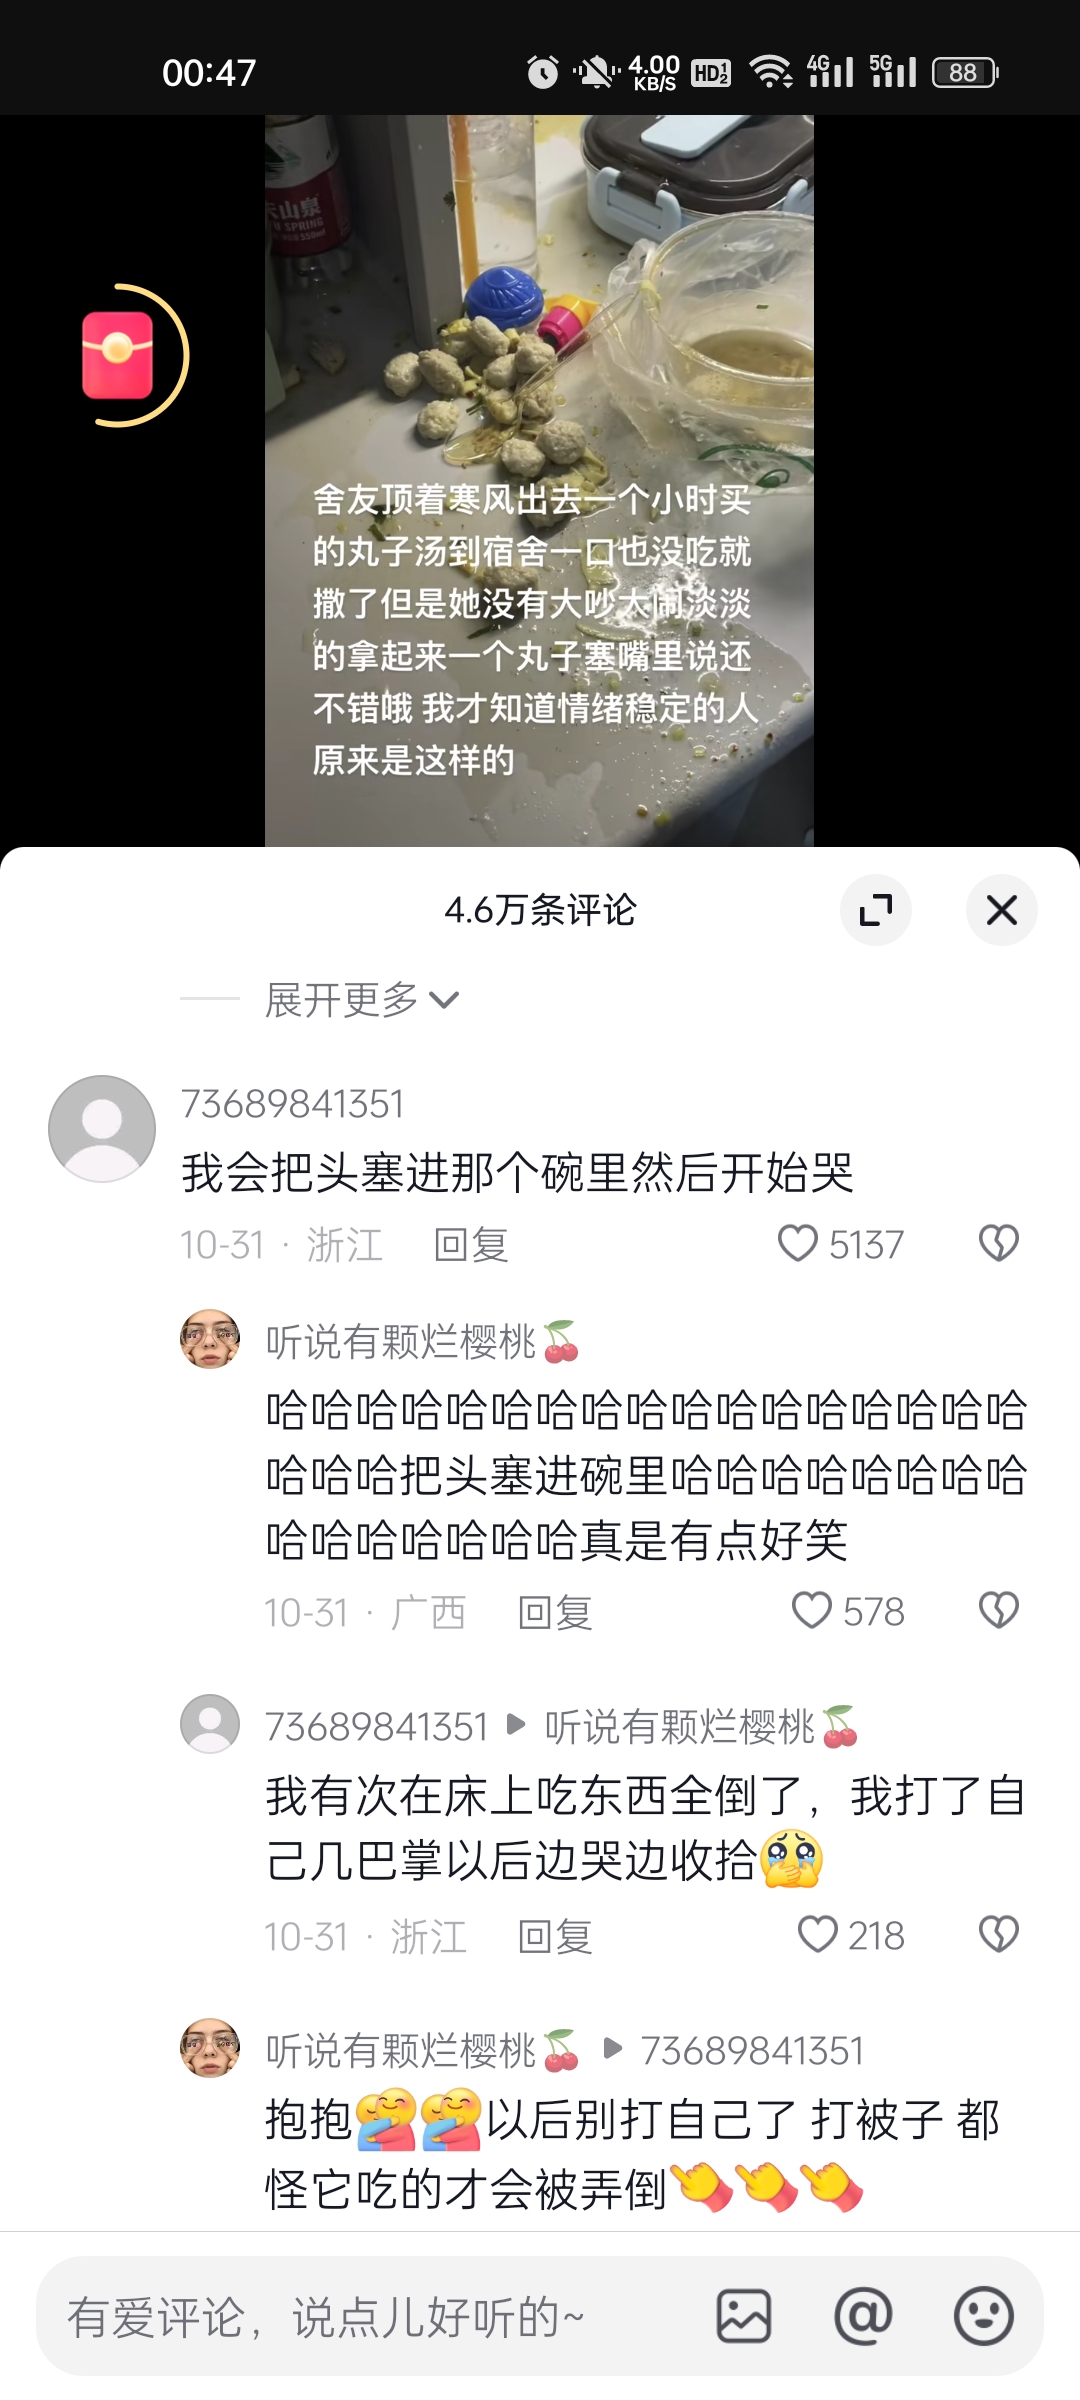 00:47
4.00
KB/S
HD
4G
5G
88
山泉
SPRING
550ml
舍友顶着寒风出去一个小时买
的丸子汤到宿舍一口也没吃就
撒了但是她没有大吵大闹淡淡
的拿起来一个丸子塞嘴里说还
不错哦 我才知道情绪稳定的人
原来是这样的
4.6万条评论
展开更多
73689841351
我会把头塞进那个碗里然后开始哭
10-31 · 浙江 回复 5137
听说有颗烂樱桃🍒
哈哈哈哈哈哈哈哈哈哈哈哈哈哈哈哈哈
哈哈哈把头塞进碗里哈哈哈哈哈哈哈哈
哈哈哈哈哈哈哈真是有点好笑
10-31 · 广西 回复 578
73689841351 ▶ 听说有颗烂樱桃🍒
我有次在床上吃东西全倒了，我打了自
己几巴掌以后边哭边收拾
10-31 · 浙江 回复 218
听说有颗烂樱桃🍒 ▶ 73689841351
抱抱以后别打自己了 打被子 都
怪它吃的才会被弄倒
有爱评论，说点儿好听的~